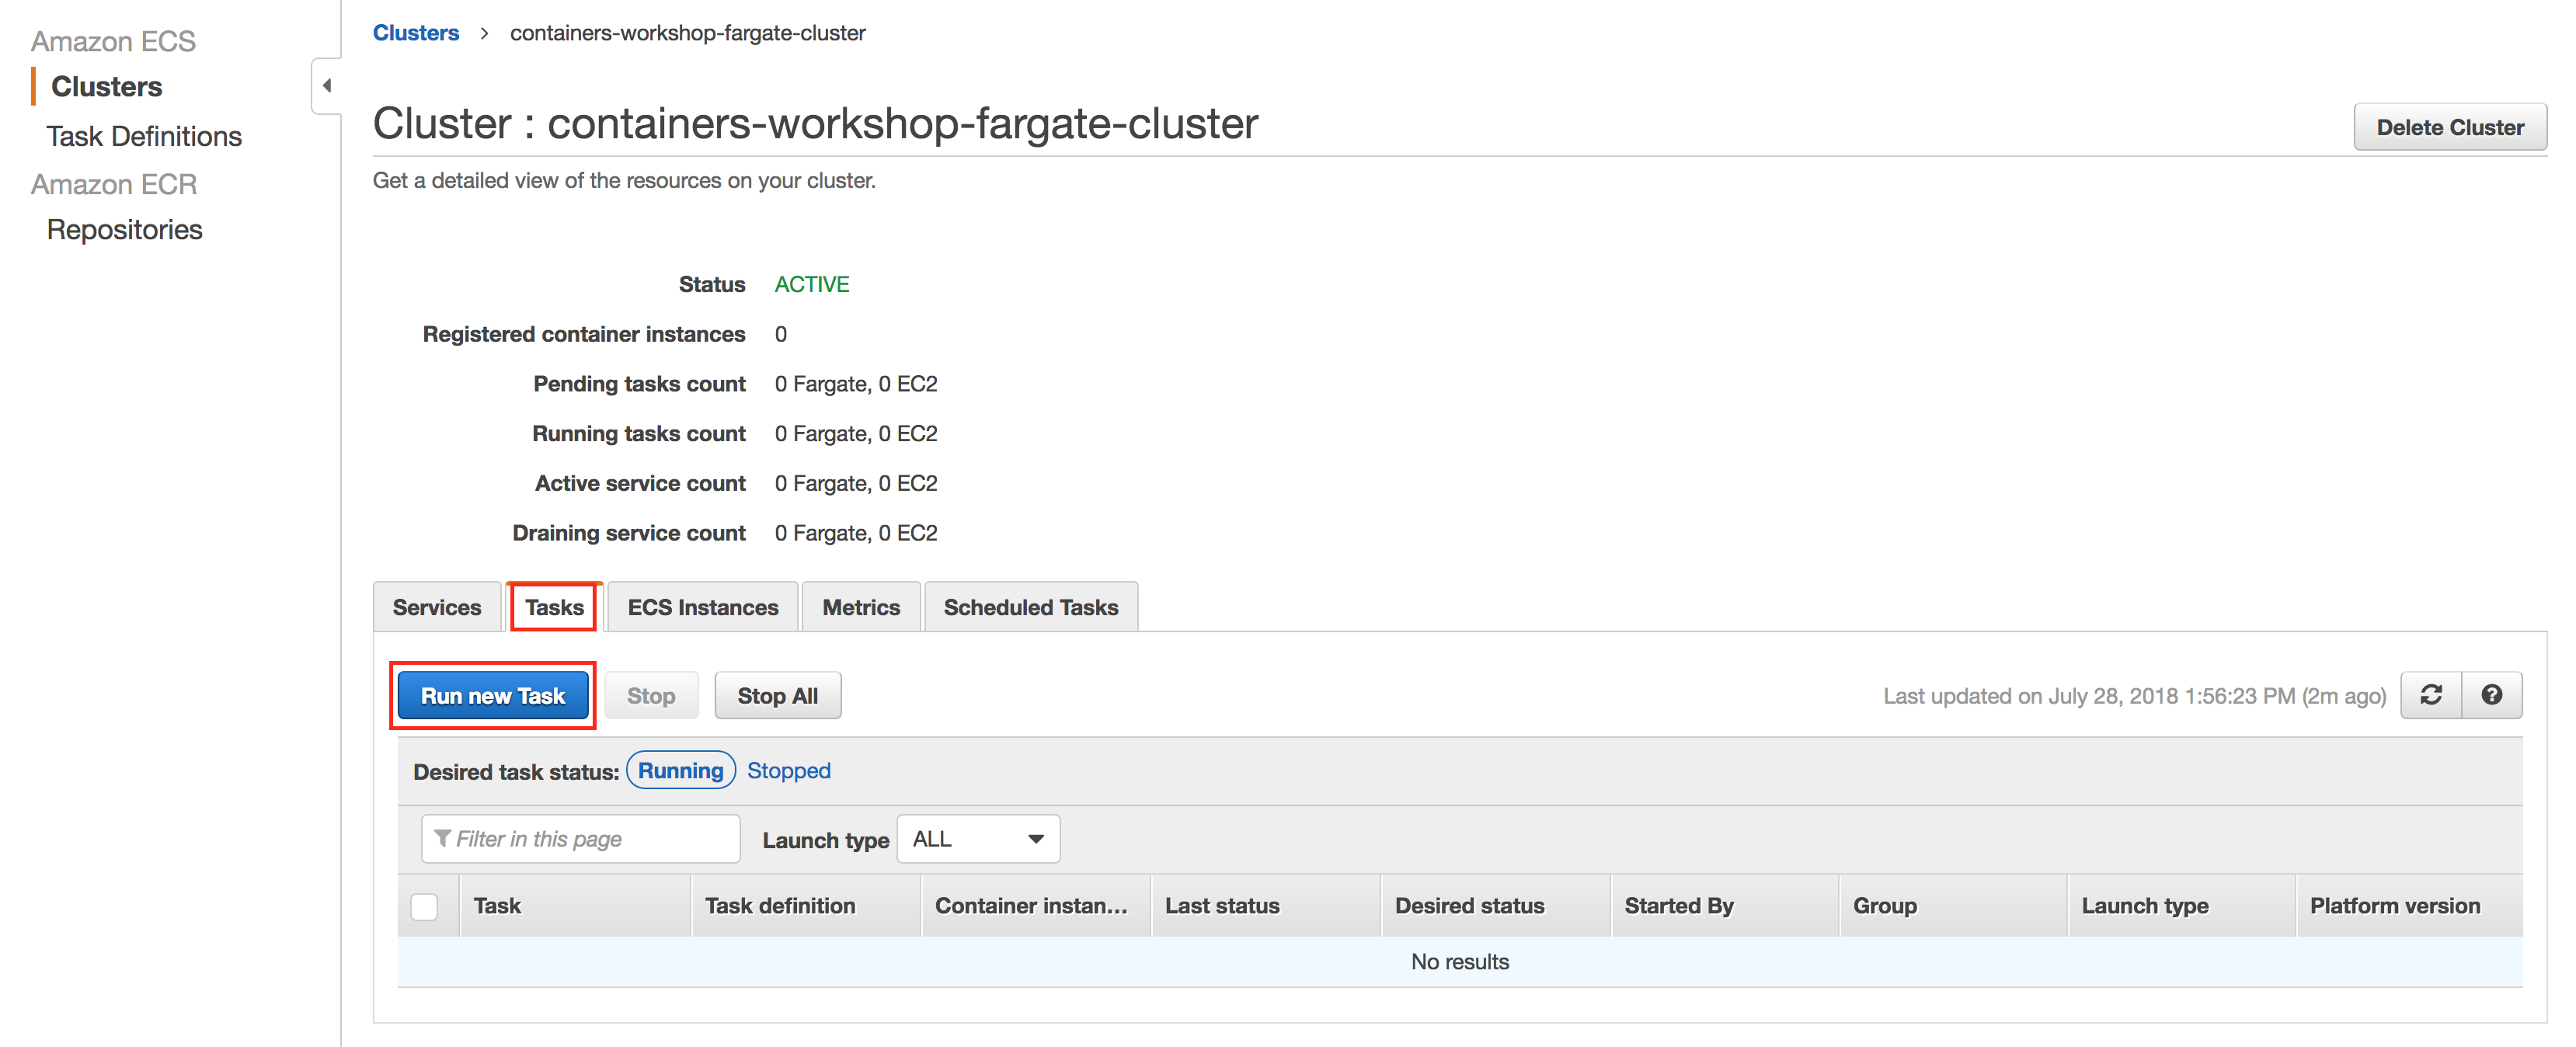 Amazon ECS
Clusters
Task Definitions
Amazon ECR
Repositories
Clusters > containers-workshop-fargate-cluster
Cluster : containers-workshop-fargate-cluster
Delete Cluster
Get a detailed view of the resources on your cluster.
Status ACTIVE
Registered container instances 0
Pending tasks count 0 Fargate, 0 EC2
Running tasks count 0 Fargate, 0 EC2
Active service count 0 Fargate, 0 EC2
Draining service count 0 Fargate, 0 EC2
Services Tasks ECS Instances Metrics Scheduled Tasks
Run new Task Stop Stop All Last updated on July 28, 2018 1:56:23 PM (2m ago)
Desired task status: Running Stopped
Filter in this page Launch type ALL
Task Task definition Container instan... Last status Desired status Started By Group Launch type Platform version
No results